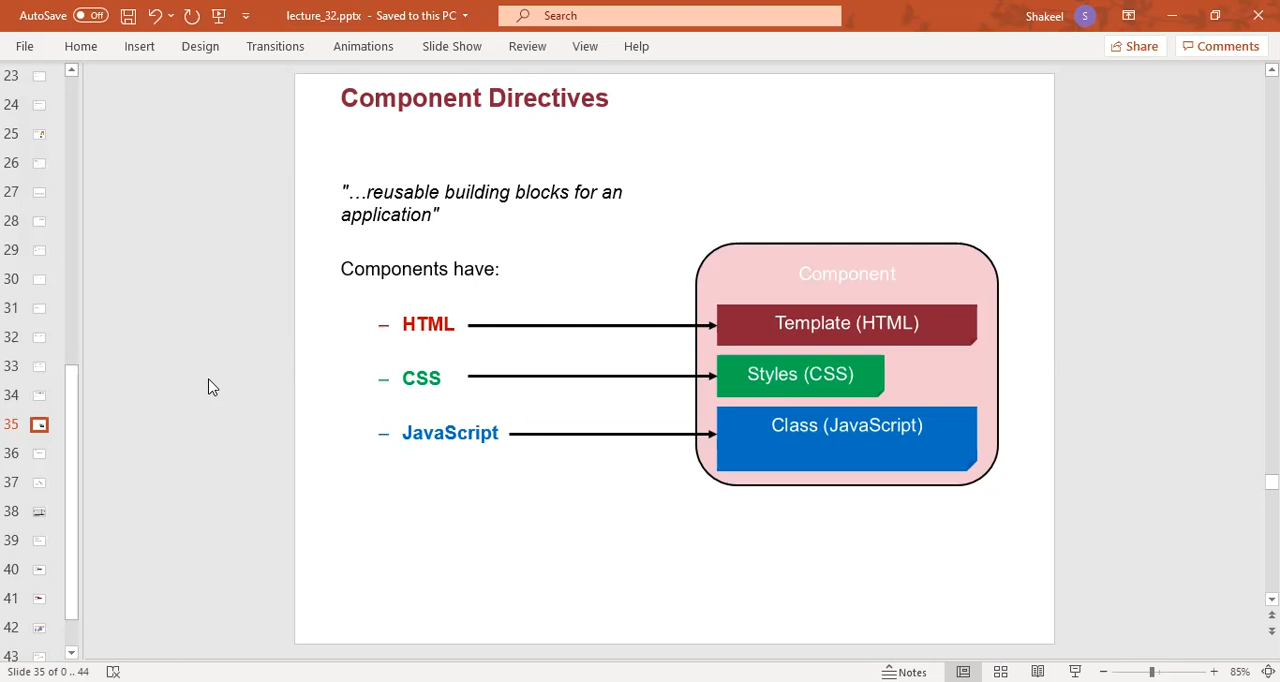 AutoSave Off lecture_32.pptx - Saved to this PC Search Shakeel S
File Home Insert Design Transitions Animations Slide Show Review View Help Share Comments
23
24
25
26
27
28
29
30
31
32
33
34
35
36
37
38
39
40
41
42
43
Component Directives
"…reusable building blocks for an
application"
Components have:
– HTML
– CSS
– JavaScript
Component
Template (HTML)
Styles (CSS)
Class (JavaScript)
Slide 35 of 0 .. 44 Notes 85%